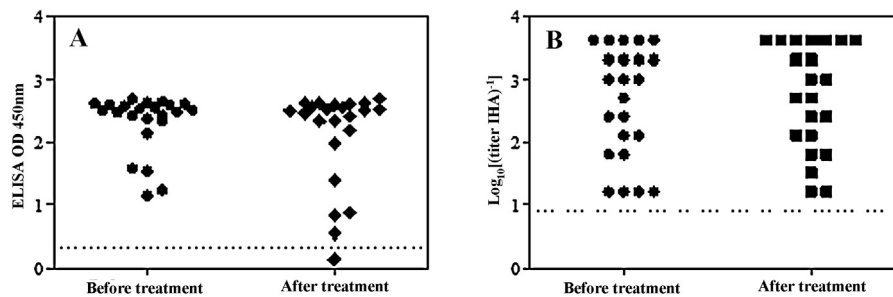 A
ELISA OD 450nm
4
3
2
1
0
Before treatment
After treatment
B
Log10[(titer IHA)-1]
4
3
2
1
0
Before treatment
After treatment